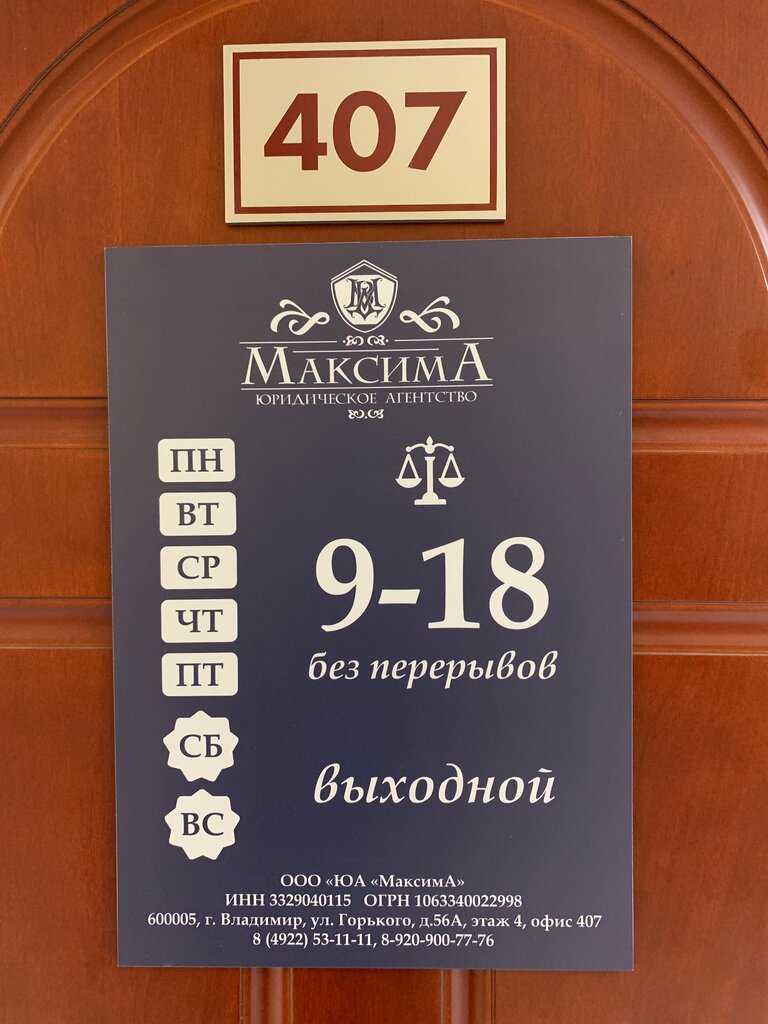 407
МаксимА
ЮРИДИЧЕСКОЕ АГЕНТСТВО
ПН
ВТ
СР
ЧТ
ПТ
9-18
без перерывов
СБ
ВС
выходной
ООО «ЮА «МаксимА»
ИНН 3329040115 ОГРН 1063340022998
600005, г. Владимир, ул. Горького, д.56А, этаж 4, офис 407
8 (4922) 53-11-11, 8-920-900-77-76